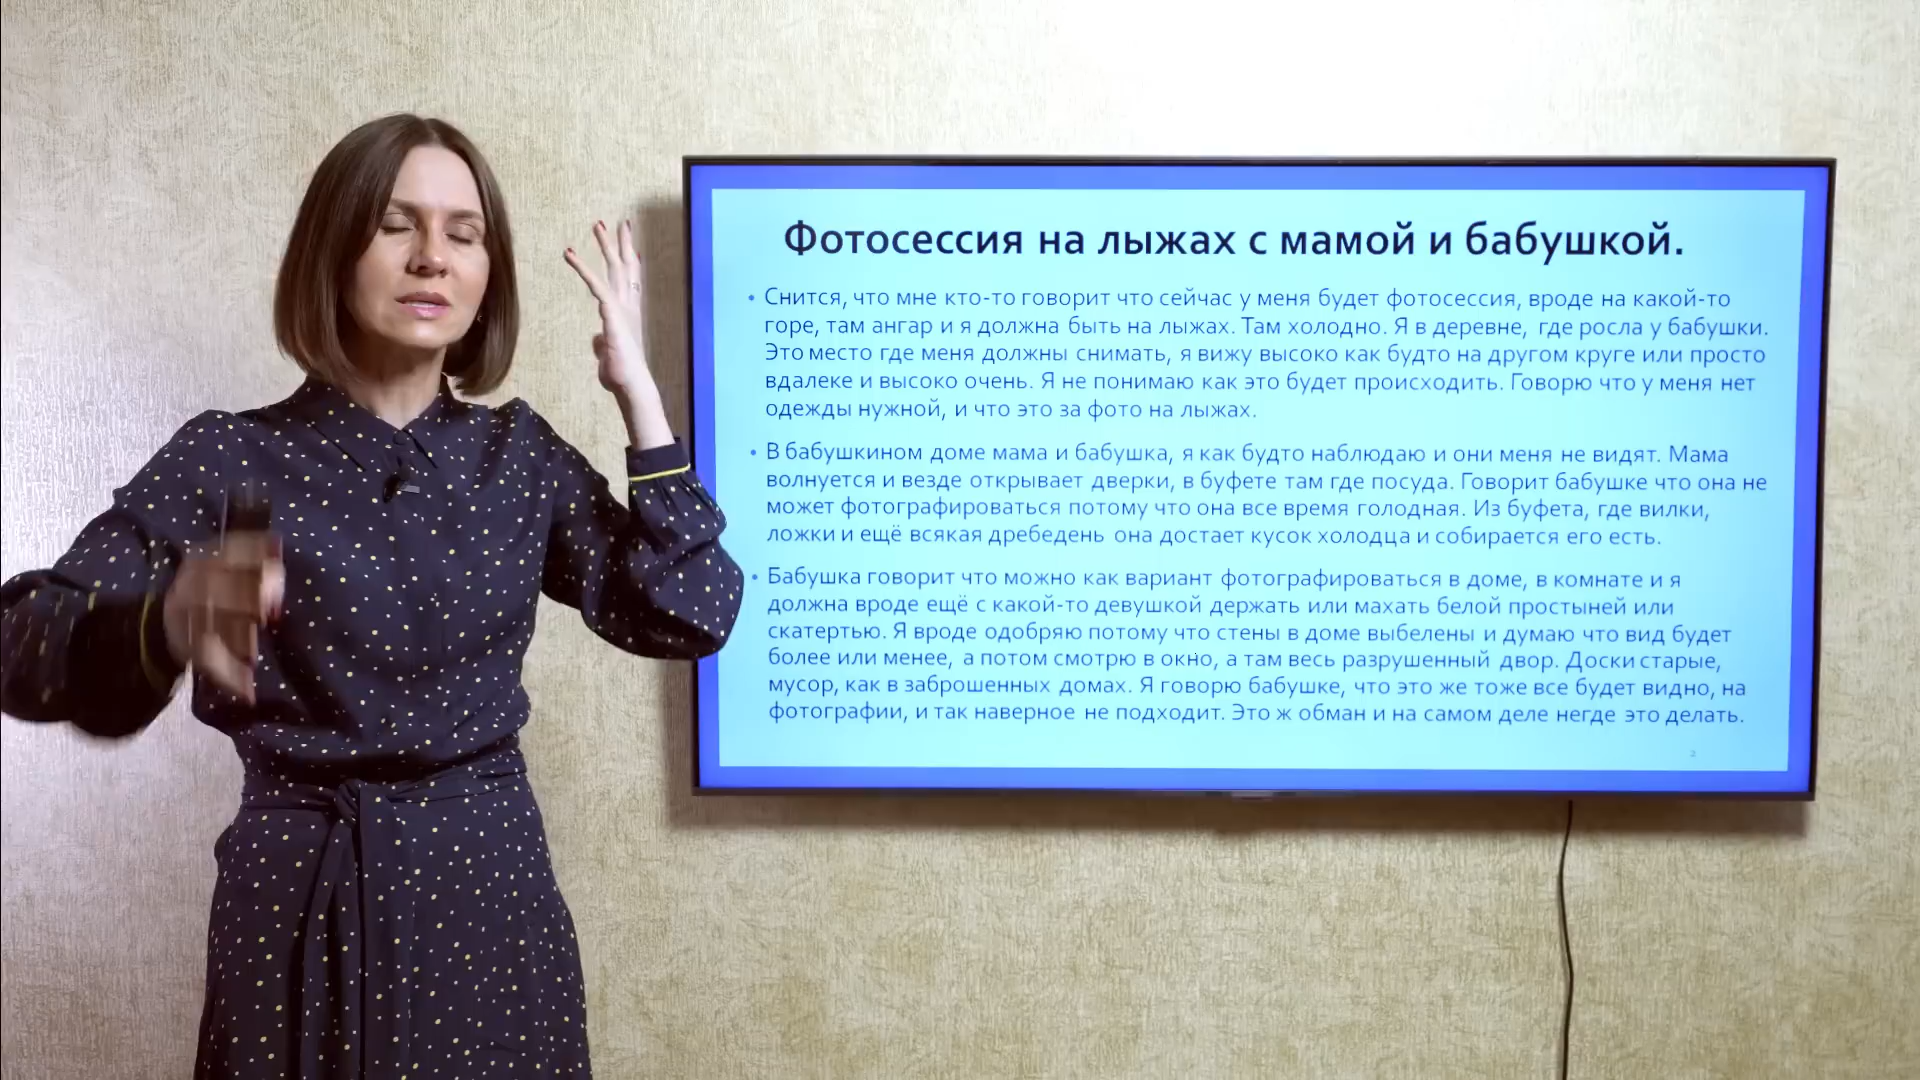 Фотосессия на лыжах с мамой и бабушкой.
• Снится, что мне кто-то говорит что сейчас у меня будет фотосессия, вроде на какой-то
горе, там ангар и я должна быть на лыжах. Там холодно. Я в деревне, где росла у бабушки.
Это место где меня должны снимать, я вижу высоко как будто на другом круге или просто
вдалеке и высоко очень. Я не понимаю как это будет происходить. Говорю что у меня нет
одежды нужной, и что это за фото на лыжах.
• В бабушкином доме мама и бабушка, я как будто наблюдаю и они меня не видят. Мама
волнуется и везде открывает дверки, в буфете там где посуда. Говорит бабушке что она не
может фотографироваться потому что она все время голодная. Из буфета, где вилки,
ложки и ещё всякая дребедень она достает кусок холодца и собирается его есть.
• Бабушка говорит что можно как вариант фотографироваться в доме, в комнате и я
должна вроде ещё с какой-то девушкой держать или махать белой простыней или
скатертью. Я вроде одобряю потому что стены в доме выбелены и думаю что вид будет
более или менее, а потом смотрю в окно, а там весь разрушенный двор. Доски старые,
мусор, как в заброшенных домах. Я говорю бабушке, что это же тоже все будет видно, на
фотографии, и так наверное не подходит. Это ж обман и на самом деле негде это делать.
2